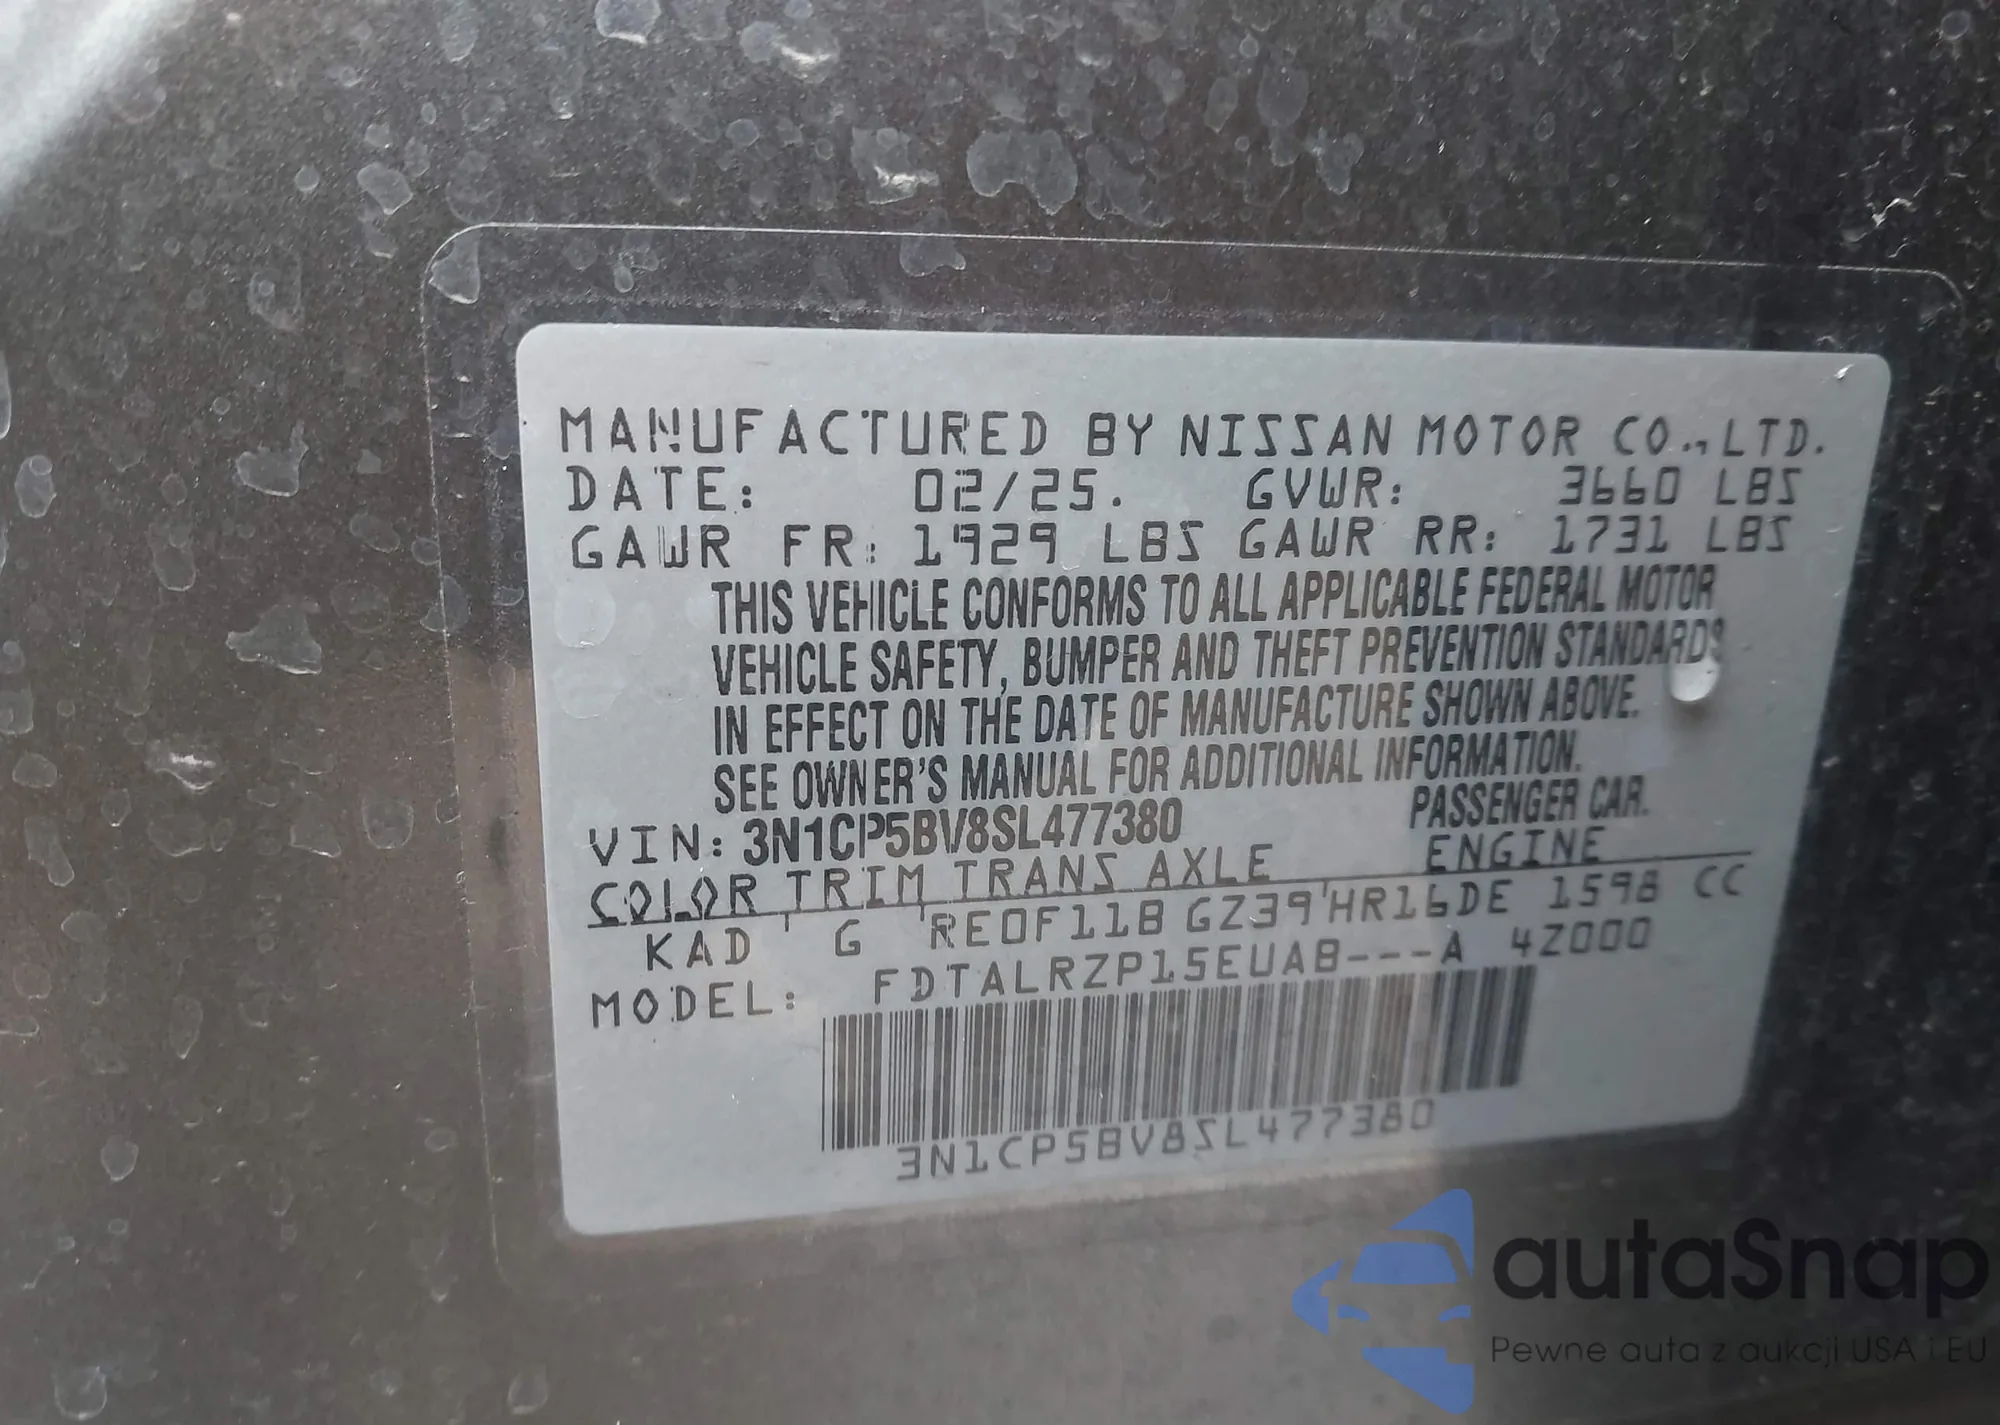 MANUFACTURED BY NISSAN MOTOR CO., LTD.
DATE: 02/25. GVWR: 3660 LBS
GAWR FR: 1929 LBS GAWR RR: 1731 LBS
THIS VEHICLE CONFORMS TO ALL APPLICABLE FEDERAL MOTOR
VEHICLE SAFETY, BUMPER AND THEFT PREVENTION STANDARDS
IN EFFECT ON THE DATE OF MANUFACTURE SHOWN ABOVE.
SEE OWNER'S MANUAL FOR ADDITIONAL INFORMATION.
VIN: 3N1CP5BV8SL477380 PASSENGER CAR.
COLOR TRIM TRANS AXLE ENGINE
KAD G RE0F11B GZ39 HR16DE 1598 CC
MODEL: FDTALRZP15EUAB---A 4Z000
3N1CP5BV8SL477380
autaSnap
Pewne auta z aukcji USA i EU